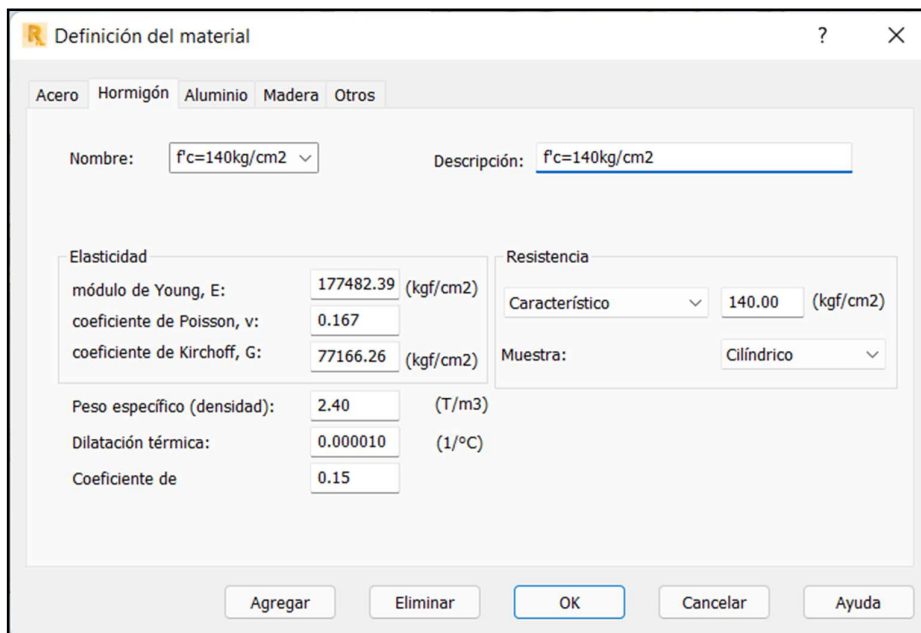 Definición del material ? ×
Acero Hormigón Aluminio Madera Otros
Nombre: f'c=140kg/cm2 Descripción: f'c=140kg/cm2
Elasticidad
módulo de Young, E: 177482.39 (kgf/cm2)
coeficiente de Poisson, v: 0.167
coeficiente de Kirchoff, G: 77166.26 (kgf/cm2)
Resistencia
Característico 140.00 (kgf/cm2)
Muestra: Cilíndrico
Peso específico (densidad): 2.40 (T/m3)
Dilatación térmica: 0.000010 (1/°C)
Coeficiente de 0.15
Agregar Eliminar OK Cancelar Ayuda